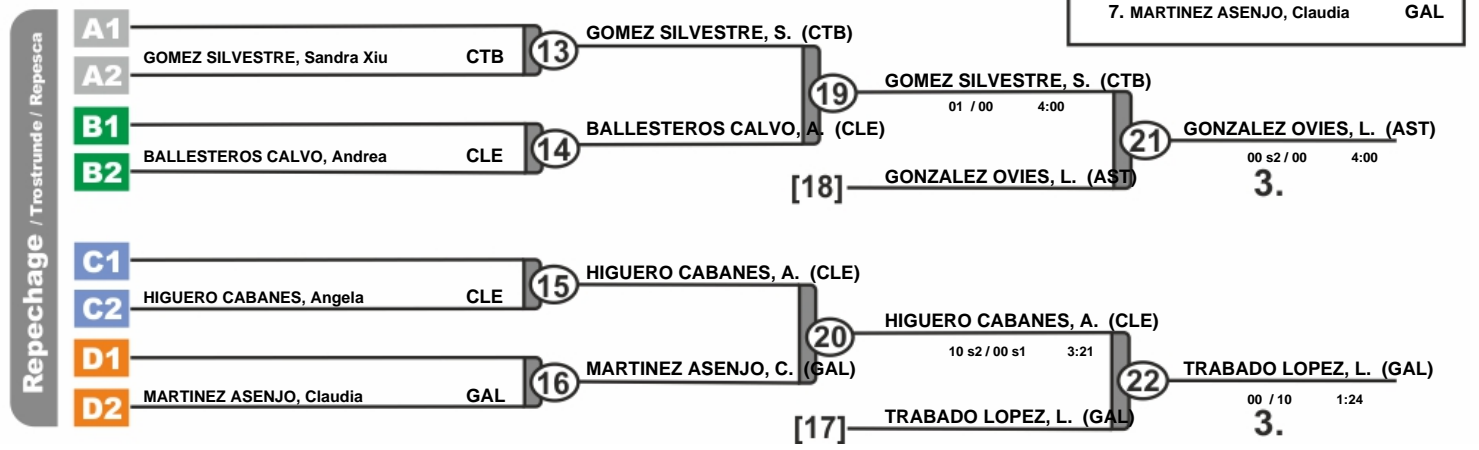 7. MARTINEZ ASENJO, Claudia GAL
Repechage / Trostrunde / Repesca
A1
GOMEZ SILVESTRE, Sandra Xiu CTB
A2
13
GOMEZ SILVESTRE, S. (CTB)
B1
BALLESTEROS CALVO, Andrea CLE
B2
14
BALLESTEROS CALVO, A. (CLE)
19
GOMEZ SILVESTRE, S. (CTB)
01 / 00 4:00
[18]
GONZALEZ OVIES, L. (AST)
21
GONZALEZ OVIES, L. (AST)
00 s2 / 00 4:00
3.
C1
HIGUERO CABANES, Angela CLE
C2
15
HIGUERO CABANES, A. (CLE)
D1
MARTINEZ ASENJO, Claudia GAL
D2
16
MARTINEZ ASENJO, C. (GAL)
20
HIGUERO CABANES, A. (CLE)
10 s2 / 00 s1 3:21
[17]
TRABADO LOPEZ, L. (GAL)
22
TRABADO LOPEZ, L. (GAL)
00 / 10 1:24
3.